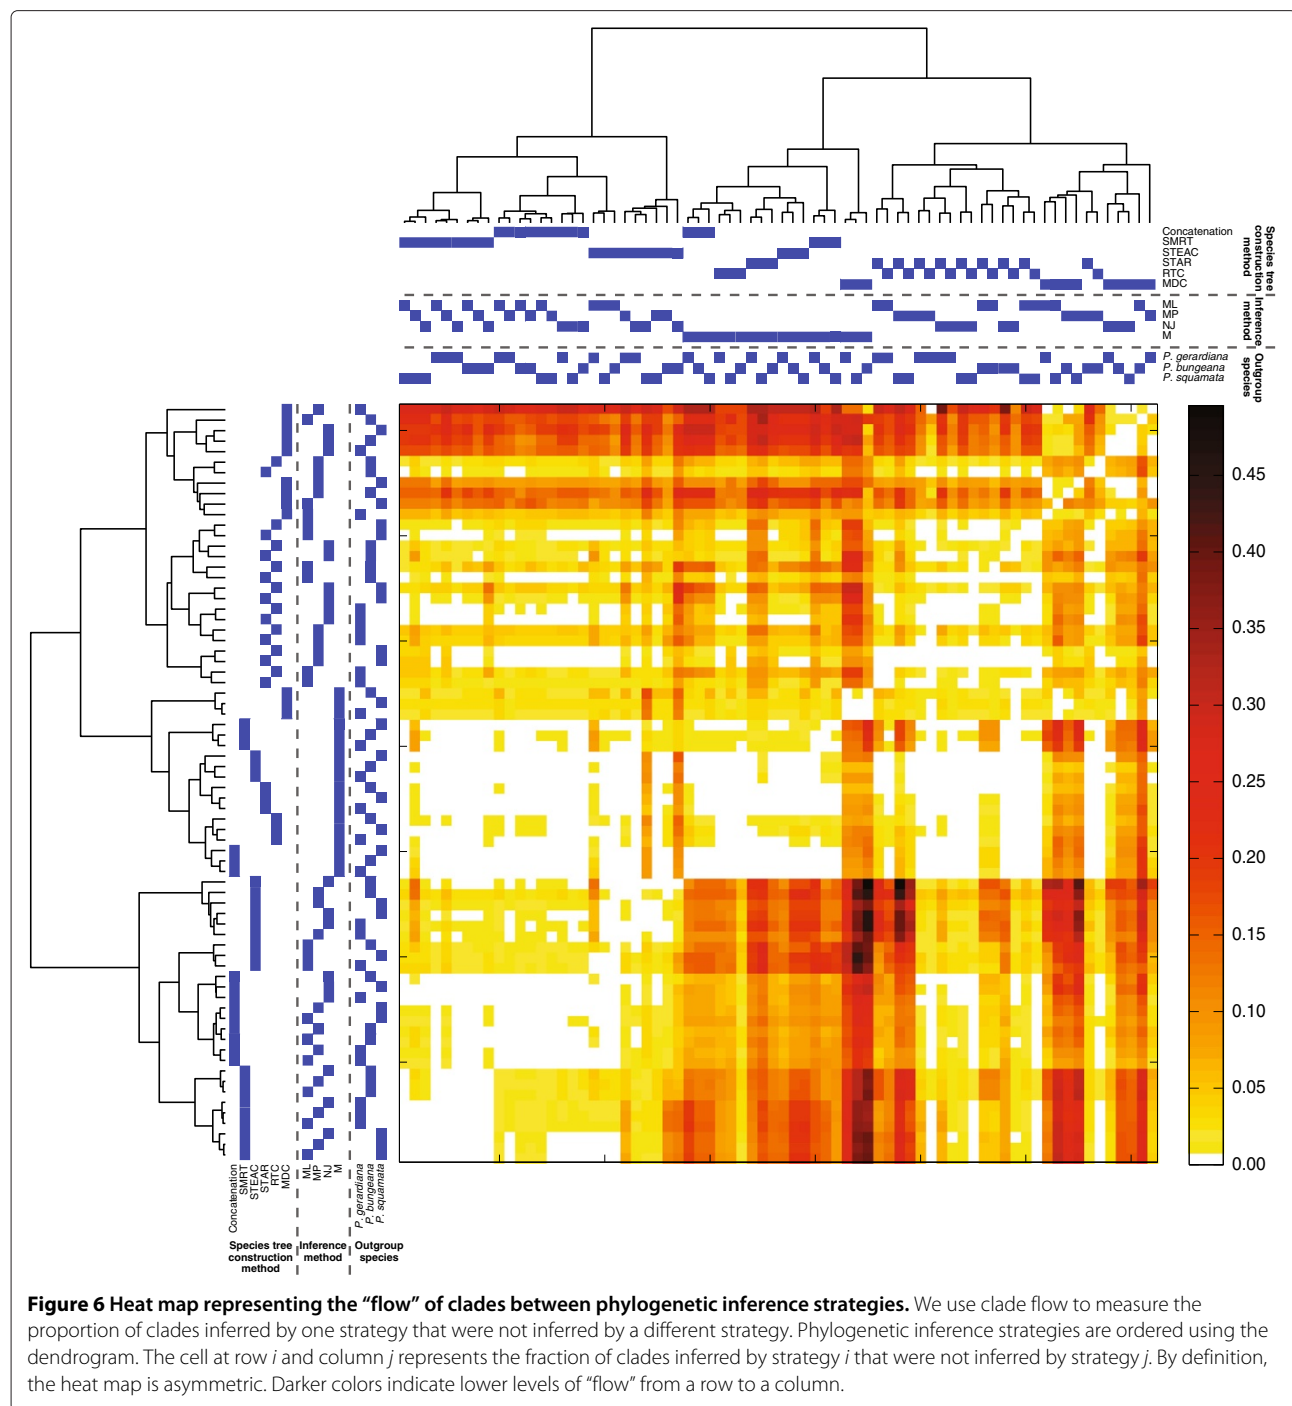 Concatenation
SMRT
STEAC
STAR
RTC
MDC
Species tree
construction
method
ML
MP
NJ
M
Inference
method
P. gerardiana
P. bungeana
P. squamata
Outgroup
species
0.45
0.40
0.35
0.30
0.25
0.20
0.15
0.10
0.05
0.00
Concatenation
SMRT
STEAC
STAR
RTC
MDC
ML
MP
NJ
M
P. gerardiana
P. bungeana
P. squamata
Species tree
construction
method
Inference
method
Outgroup
species
Figure 6 Heat map representing the “flow” of clades between phylogenetic inference strategies. We use clade flow to measure the
proportion of clades inferred by one strategy that were not inferred by a different strategy. Phylogenetic inference strategies are ordered using the
dendrogram. The cell at row i and column j represents the fraction of clades inferred by strategy i that were not inferred by strategy j. By definition,
the heat map is asymmetric. Darker colors indicate lower levels of “flow” from a row to a column.